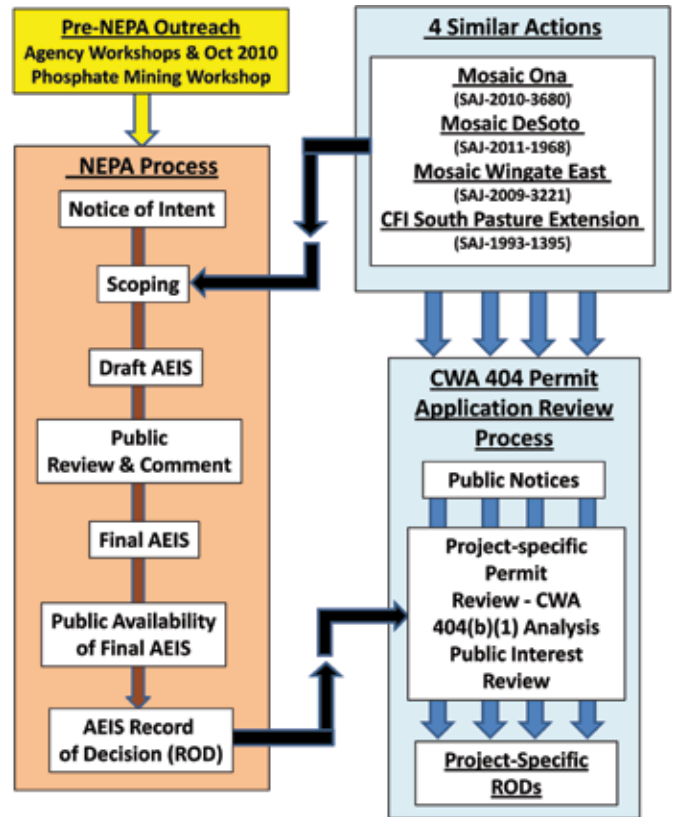 Pre-NEPA Outreach
Agency Workshops & Oct 2010
Phosphate Mining Workshop
NEPA Process
Notice of Intent
Scoping
Draft AEIS
Public
Review & Comment
Final AEIS
Public Availability
of Final AEIS
AEIS Record
of Decision (ROD)
4 Similar Actions
Mosaic Ona
(SAJ-2010-3680)
Mosaic DeSoto
(SAJ-2011-1968)
Mosaic Wingate East
(SAJ-2009-3221)
CFI South Pasture Extension
(SAJ-1993-1395)
CWA 404 Permit
Application Review
Process
Public Notices
Project-specific
Permit
Review - CWA
404(b)(1) Analysis
Public Interest
Review
Project-Specific
RODs